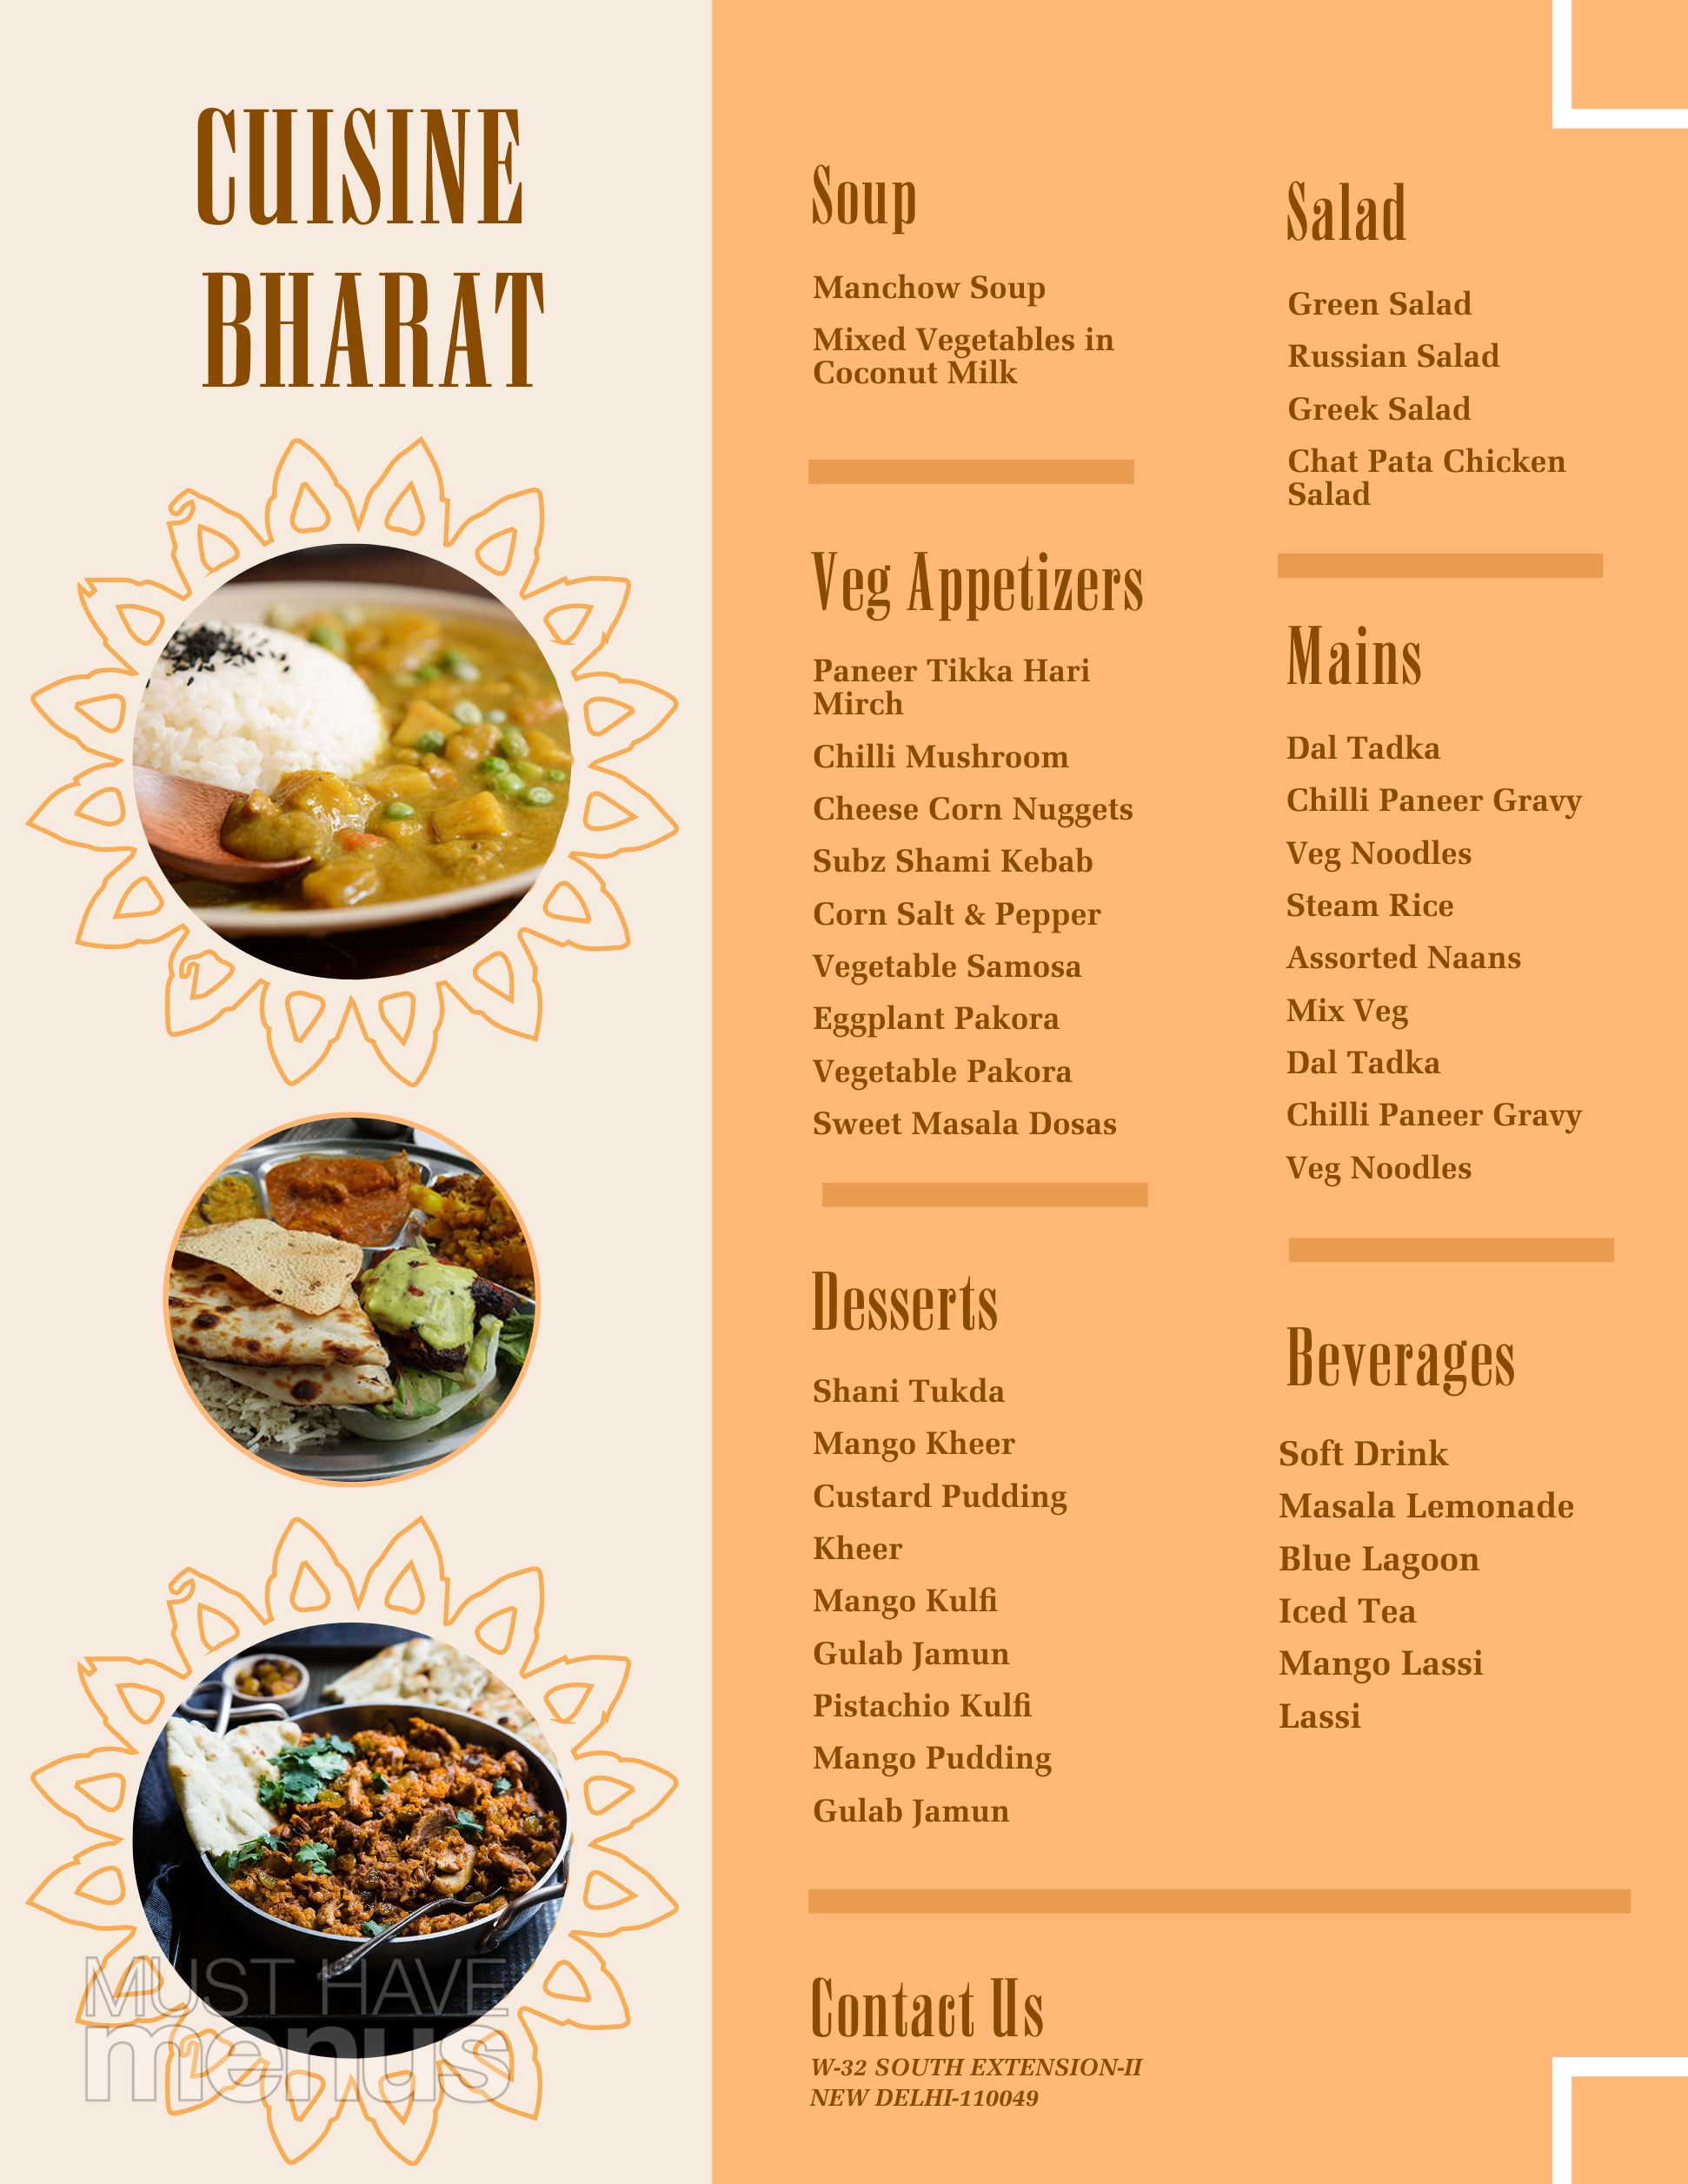 CUISINE
BHARAT
Soup
Manchow Soup
Mixed Vegetables in
Coconut Milk
Veg Appetizers
Paneer Tikka Hari
Mirch
Chilli Mushroom
Cheese Corn Nuggets
Subz Shami Kebab
Corn Salt & Pepper
Vegetable Samosa
Eggplant Pakora
Vegetable Pakora
Sweet Masala Dosas
Desserts
Shani Tukda
Mango Kheer
Custard Pudding
Kheer
Mango Kulfi
Gulab Jamun
Pistachio Kulfi
Mango Pudding
Gulab Jamun
Salad
Green Salad
Russian Salad
Greek Salad
Chat Pata Chicken
Salad
Mains
Dal Tadka
Chilli Paneer Gravy
Veg Noodles
Steam Rice
Assorted Naans
Mix Veg
Dal Tadka
Chilli Paneer Gravy
Veg Noodles
Beverages
Soft Drink
Masala Lemonade
Blue Lagoon
Iced Tea
Mango Lassi
Lassi
Contact Us
W-32 SOUTH EXTENSION-II
NEW DELHI-110049
MUST HAVE
menus